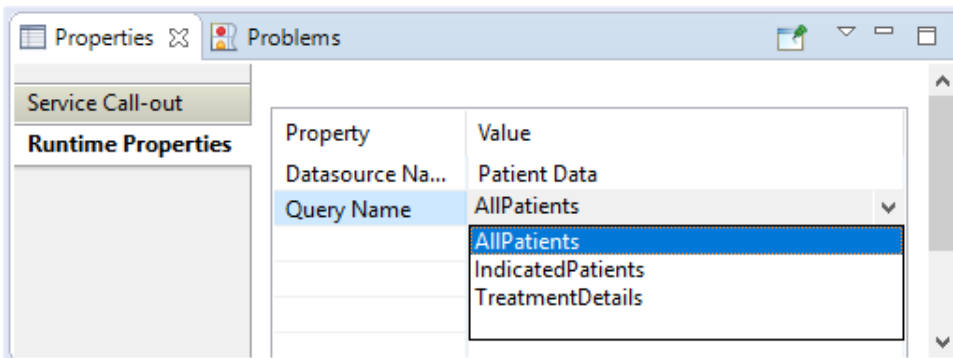 Properties Problems
Service Call-out
Runtime Properties
Property Value
Datasource Na... Patient Data
Query Name AllPatients
AllPatients
IndicatedPatients
TreatmentDetails